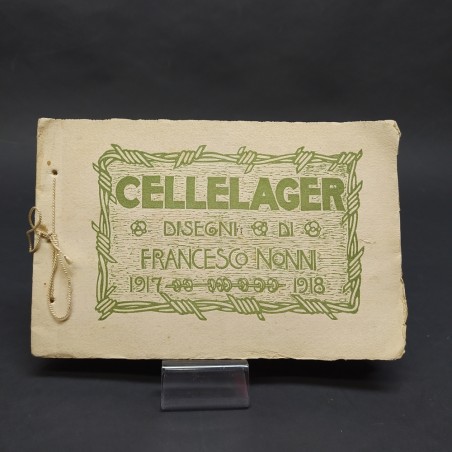 CELLELAGER
DISEGNI DI
FRANCESCO NONNI
1917 1918